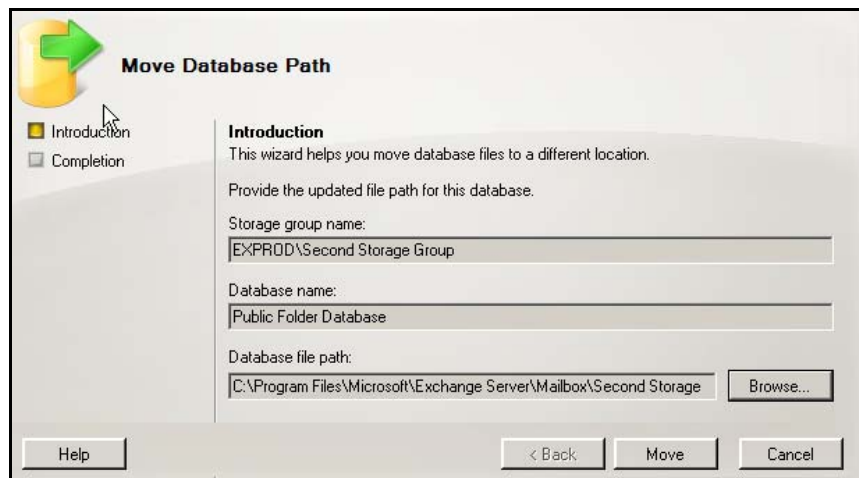 Move Database Path
Introduction
Completion
Introduction
This wizard helps you move database files to a different location.
Provide the updated file path for this database.
Storage group name:
EXPROD\Second Storage Group
Database name:
Public Folder Database
Database file path:
C:\Program Files\Microsoft\Exchange Server\Mailbox\Second Storage
Browse...
Help
< Back
Move
Cancel